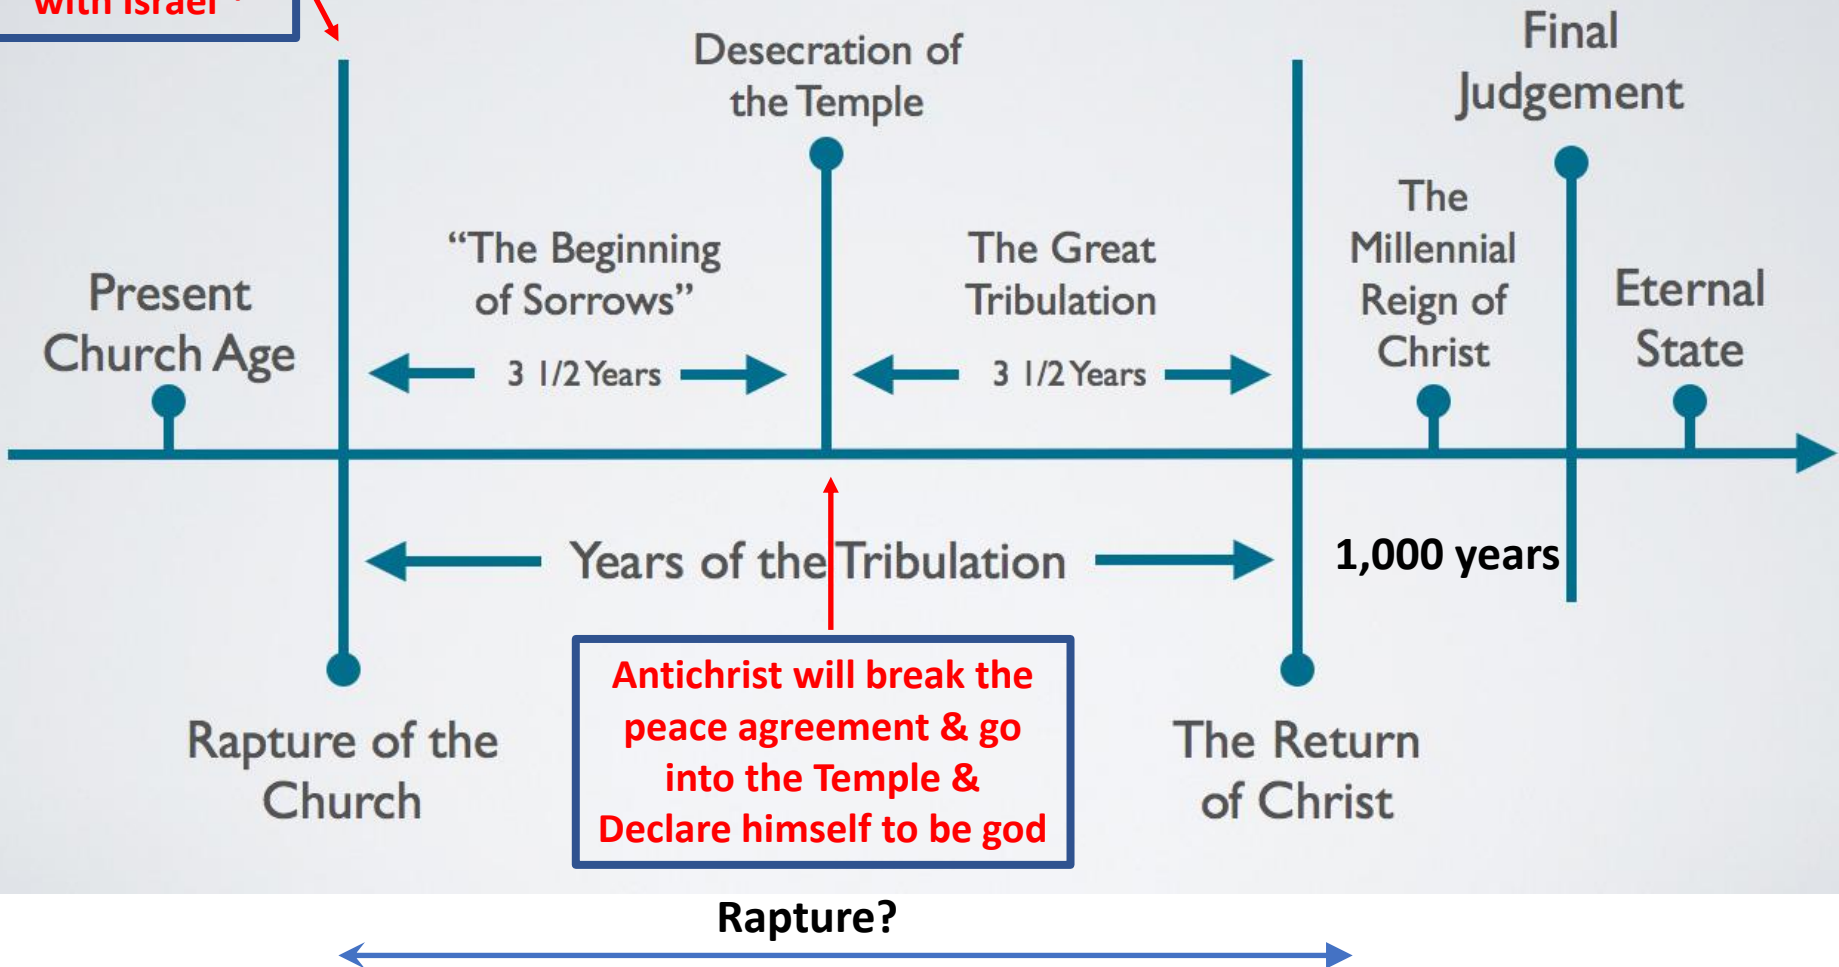 with Israel
Desecration of
the Temple
Final
Judgement
"The Beginning
of Sorrows"
3 1/2 Years
The Great
Tribulation
3 1/2 Years
The
Millennial
Reign of
Christ
Present
Church Age
Eternal
State
Years of the Tribulation
1,000 years
Antichrist will break the
peace agreement & go
into the Temple &
Declare himself to be god
Rapture of the
Church
The Return
of Christ
Rapture?